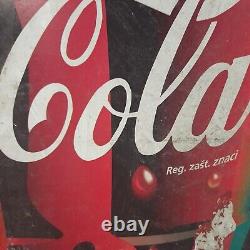 Cola
Reg. zašt. znaci